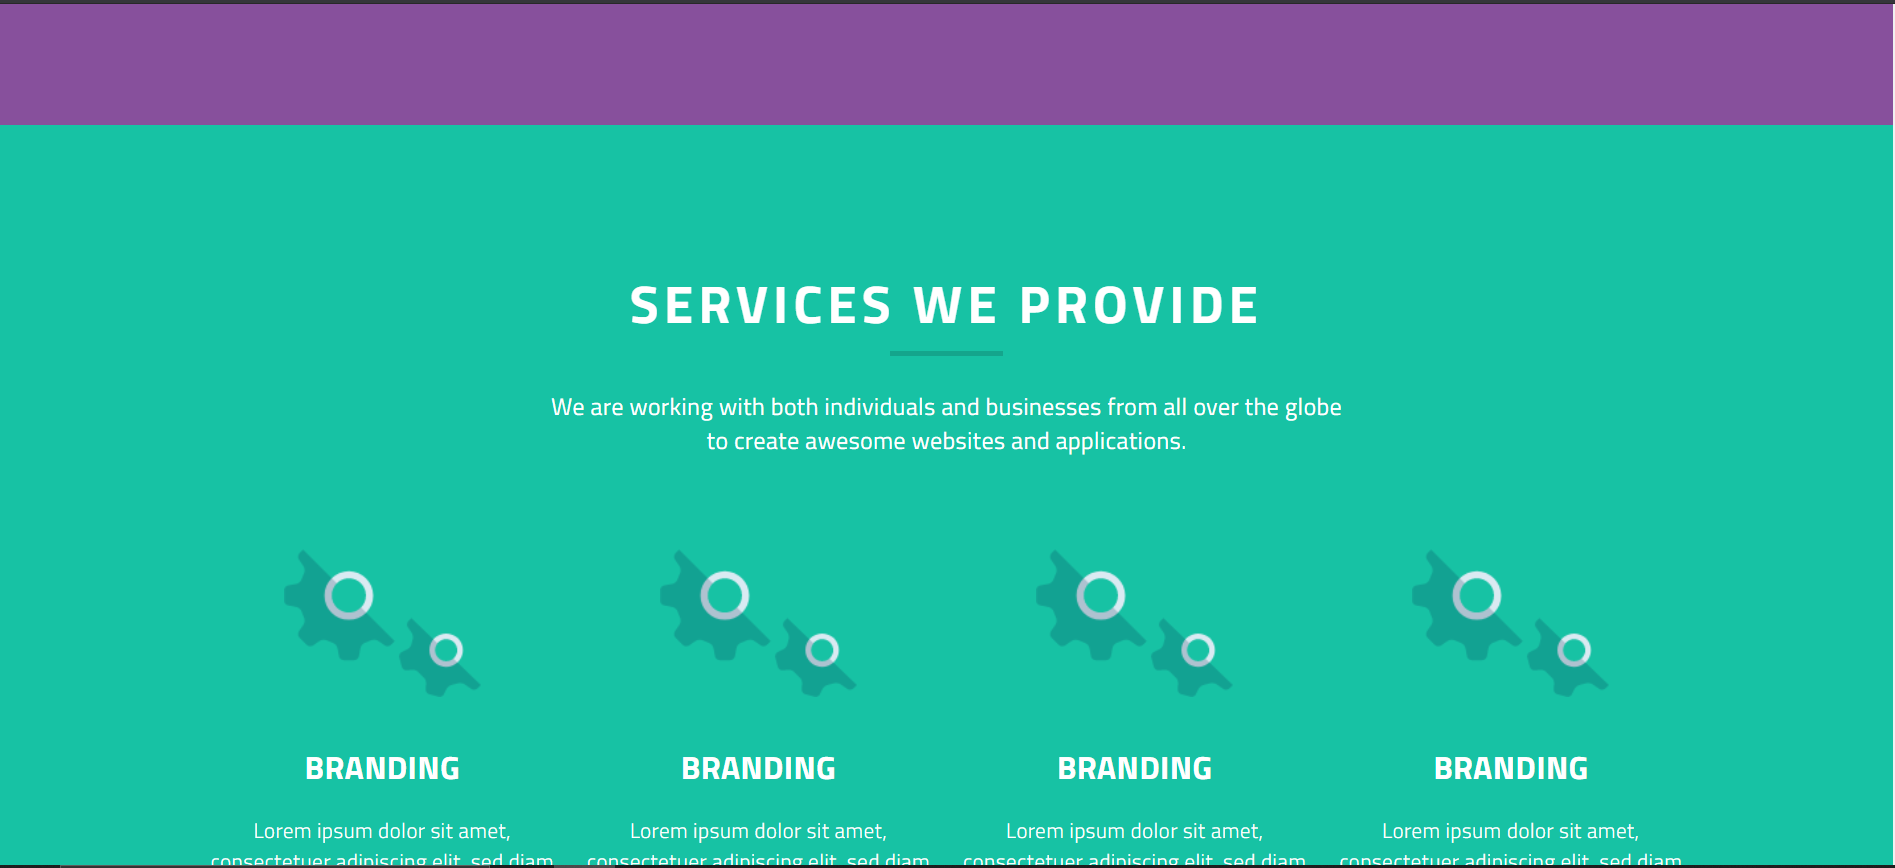 SERVICES WE PROVIDE
We are working with both individuals and businesses from all over the globe
to create awesome websites and applications.
BRANDING
Lorem ipsum dolor sit amet,
consectetuer adipiscing elit, sed diam
BRANDING
Lorem ipsum dolor sit amet,
consectetuer adipiscing elit, sed diam
BRANDING
Lorem ipsum dolor sit amet,
consectetuer adipiscing elit, sed diam
BRANDING
Lorem ipsum dolor sit amet,
consectetuer adipiscing elit, sed diam